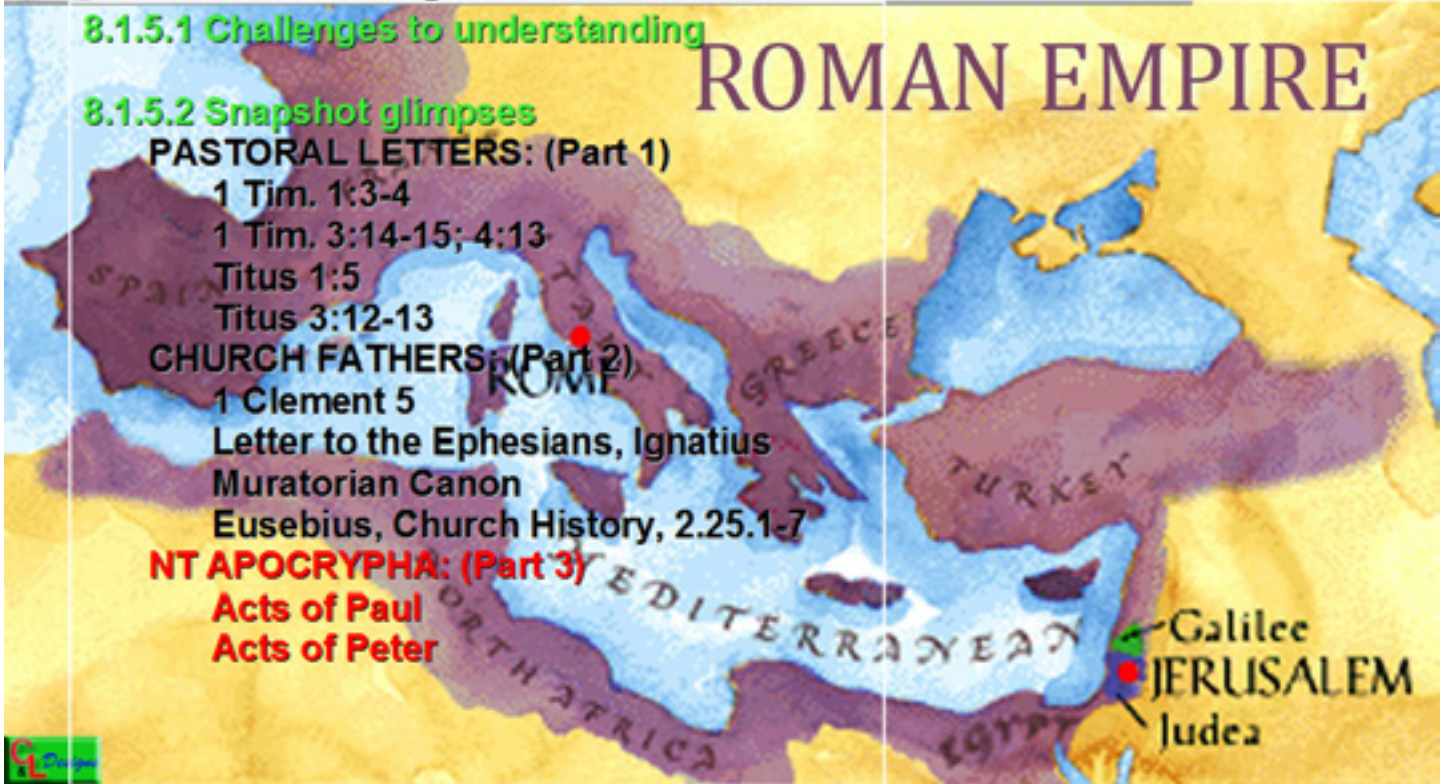 8.1.5.1 Challenges to understanding
ROMAN EMPIRE
8.1.5.2 Snapshot glimpses
PASTORAL LETTERS: (Part 1)
1 Tim. 1:3-4
1 Tim. 3:14-15; 4:13
Titus 1:5
Titus 3:12-13
CHURCH FATHERS: (Part 2)
1 Clement 5
Letter to the Ephesians, Ignatius
Muratorian Canon
Eusebius, Church History, 2.25.1-7
NT APOCRYPHA: (Part 3)
Acts of Paul
Acts of Peter
SPAIN
ITALY
ROME
GREECE
TURKEY
MEDITERRANEAN
NORTH AFRICA
EGYPT
Galilee
JERUSALEM
Judea
C&L Designs